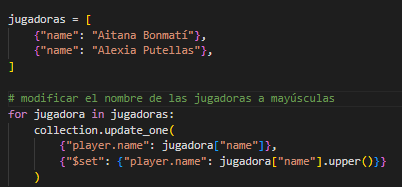 jugadoras = [
    {"name": "Aitana Bonmatí"},
    {"name": "Alexia Putellas"},
]
# modificar el nombre de las jugadoras a mayúsculas
for jugadora in jugadoras:
    collection.update_one(
        {"player.name": jugadora["name"]},
        {"$set": {"player.name": jugadora["name"].upper()}}
    )